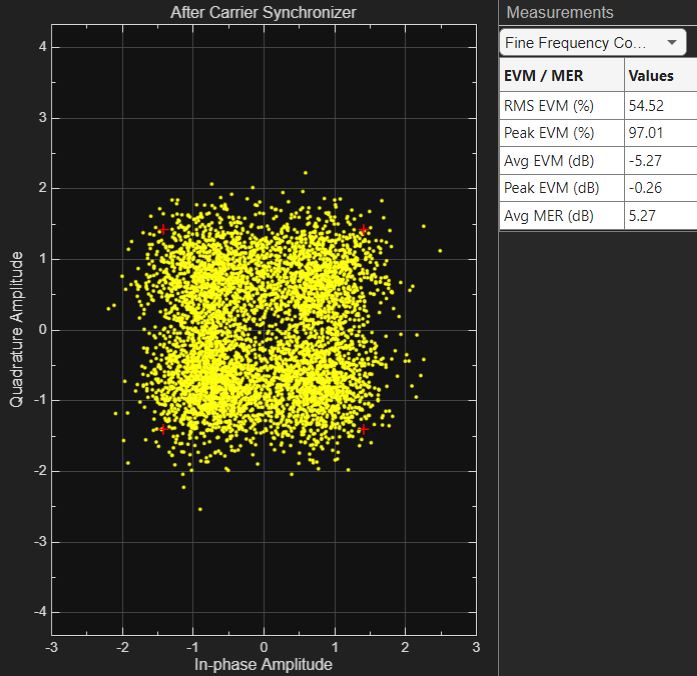 After Carrier Synchronizer
4
3
2
1
0
-1
-2
-3
-4
-3 -2 -1 0 1 2 3
In-phase Amplitude
Quadrature Amplitude
Measurements
Fine Frequency Co...
EVM / MER Values
RMS EVM (%) 54.52
Peak EVM (%) 97.01
Avg EVM (dB) -5.27
Peak EVM (dB) -0.26
Avg MER (dB) 5.27